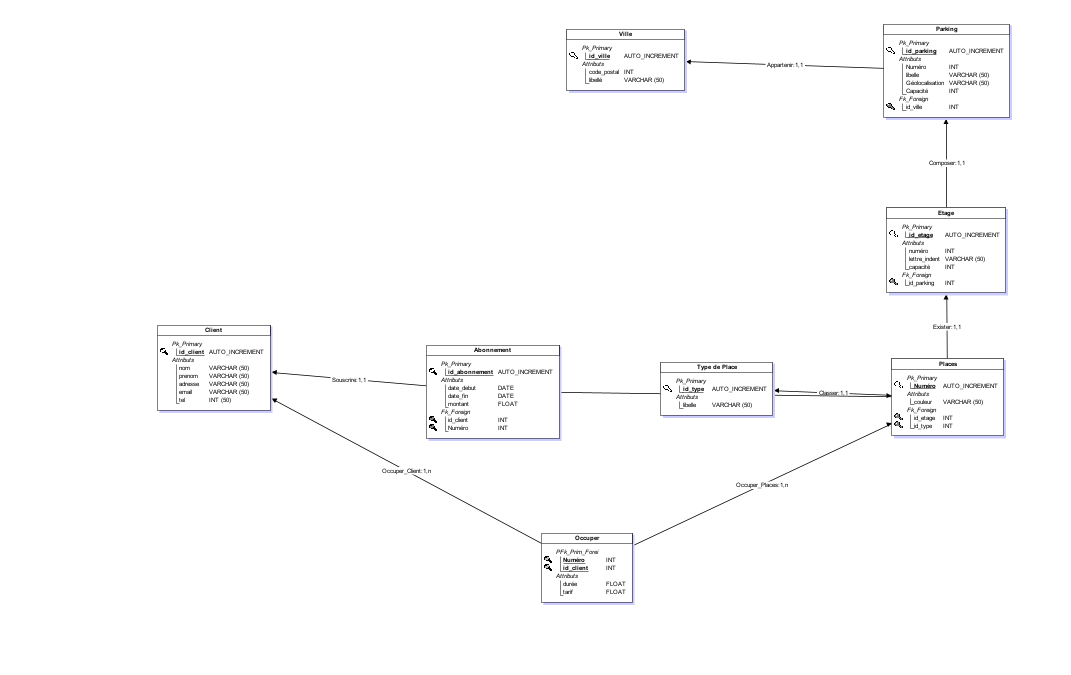 Ville
Pk_Primary
id_ville AUTO_INCREMENT
Attributs
code_postal INT
libellé VARCHAR (50)
Parking
Pk_Primary
id_parking AUTO_INCREMENT
Attributs
Numéro INT
libelle VARCHAR (50)
Géolocalisation VARCHAR (50)
Capacité INT
Fk_Foreign
id_ville INT
Appartenir:1,1
Composer:1,1
Etage
Pk_Primary
id_etage AUTO_INCREMENT
Attributs
numéro INT
lettre_indent VARCHAR (50)
capacité INT
Fk_Foreign
id_parking INT
Exister:1,1
Client
Pk_Primary
id_client AUTO_INCREMENT
Attributs
nom VARCHAR (50)
prenom VARCHAR (50)
adresse VARCHAR (50)
email VARCHAR (50)
tel INT (50)
Souscrire:1,1
Abonnement
Pk_Primary
id_abonnement AUTO_INCREMENT
Attributs
date_debut DATE
date_fin DATE
montant FLOAT
Fk_Foreign
id_client INT
Numéro INT
Type de Place
Pk_Primary
id_type AUTO_INCREMENT
Attributs
libelle VARCHAR (50)
Classer:1,1
Places
Pk_Primary
Numéro AUTO_INCREMENT
Attributs
couleur VARCHAR (50)
Fk_Foreign
id_etage INT
id_type INT
Occuper_Client:1,n
Occuper_Places:1,n
Occuper
PFk_Prim_Forei
Numéro INT
id_client INT
Attributs
durée FLOAT
tarif FLOAT